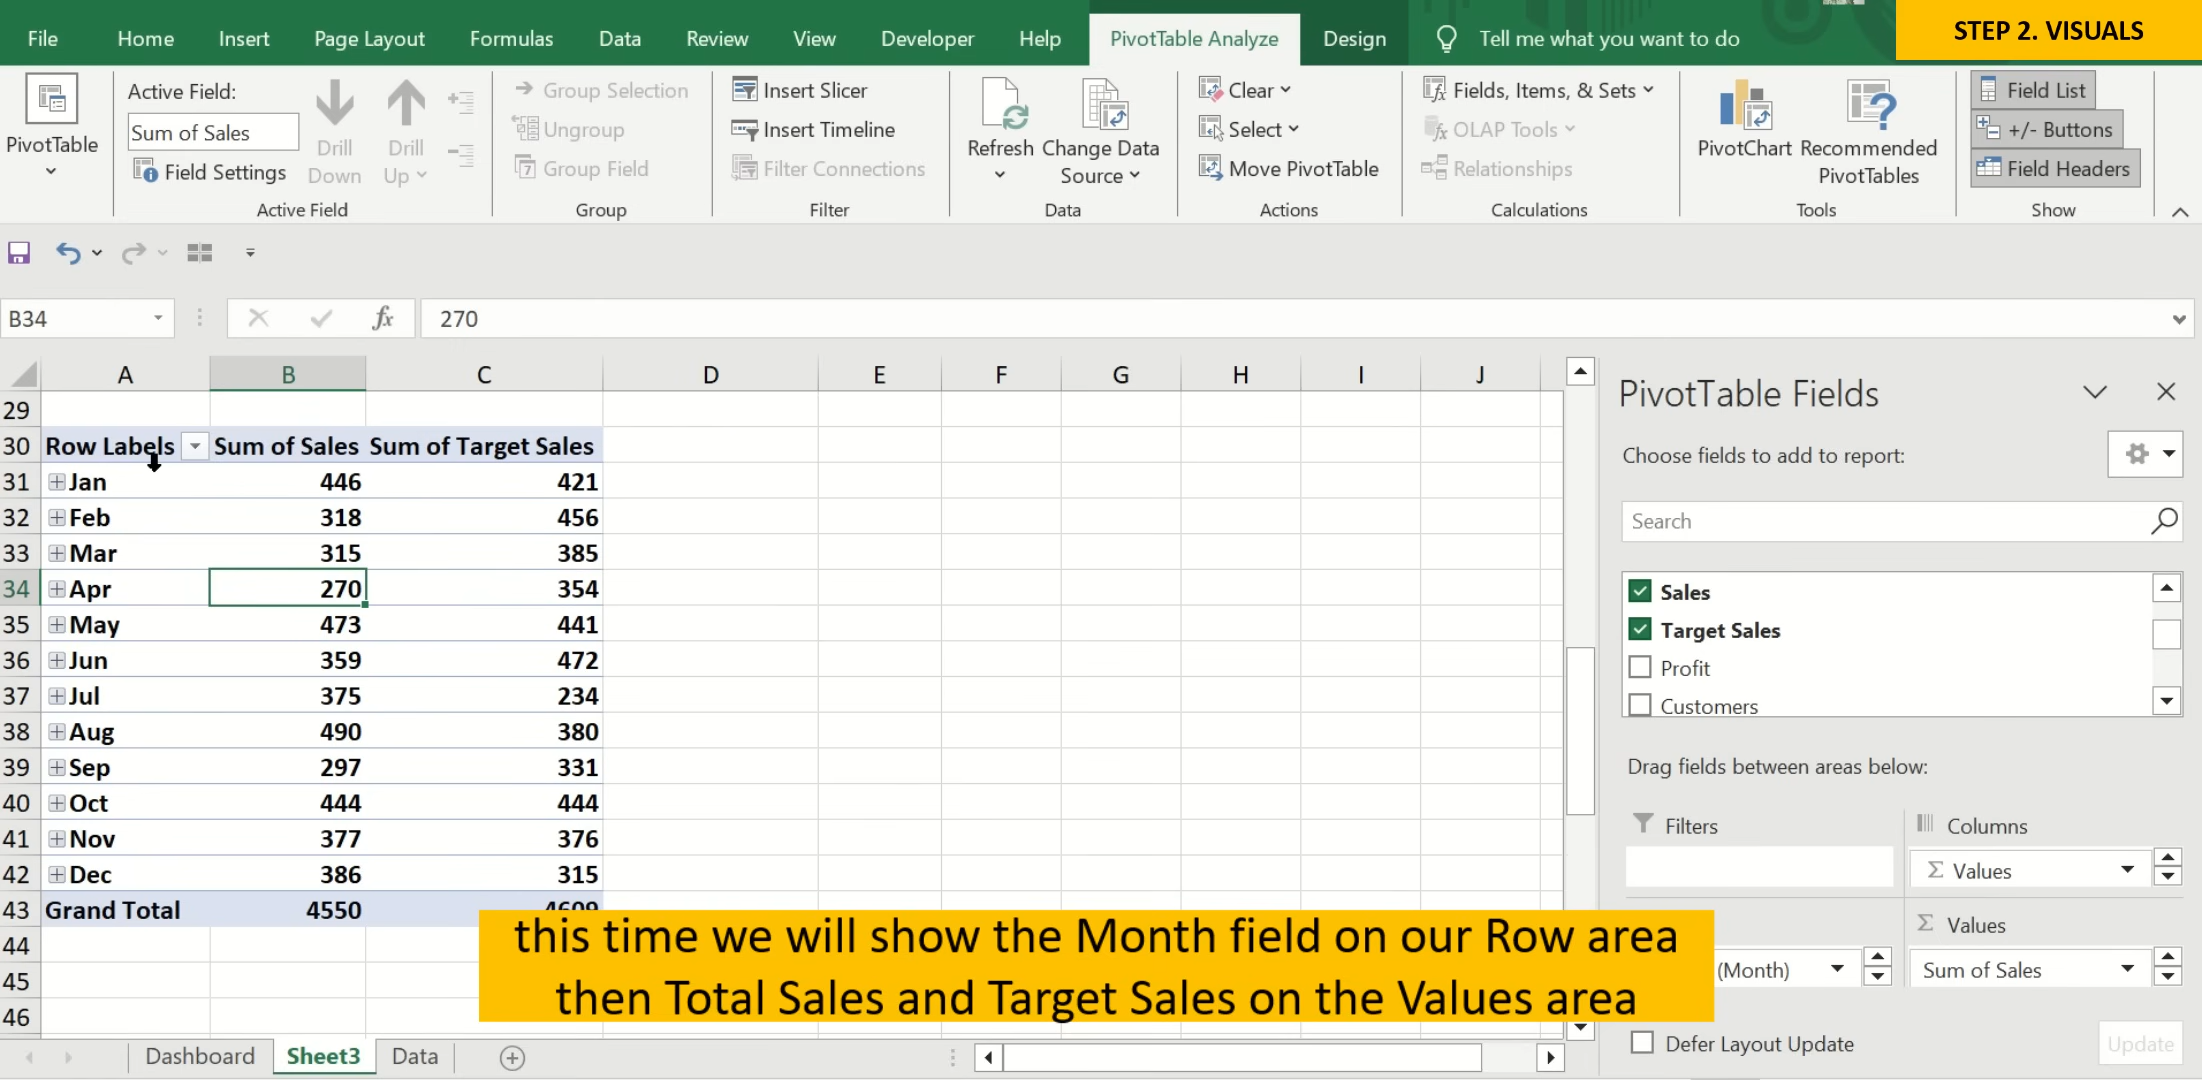 STEP 2. VISUALS
File Home Insert Page Layout Formulas Data Review View Developer Help PivotTable Analyze Design Tell me what you want to do
PivotTable
Active Field:
Sum of Sales
Field Settings
Drill Down
Drill Up
Active Field
Group Selection
Ungroup
Group Field
Group
Insert Slicer
Insert Timeline
Filter Connections
Filter
Refresh
Change Data Source
Data
Clear
Select
Move PivotTable
Actions
Fields, Items, & Sets
OLAP Tools
Relationships
Calculations
PivotChart
Recommended PivotTables
Tools
Field List
+/- Buttons
Field Headers
Show
B34 fx 270
A B C D E F G H I J
29
30 Row Labels Sum of Sales Sum of Target Sales
31 Jan 446 421
32 Feb 318 456
33 Mar 315 385
34 Apr 270 354
35 May 473 441
36 Jun 359 472
37 Jul 375 234
38 Aug 490 380
39 Sep 297 331
40 Oct 444 444
41 Nov 377 376
42 Dec 386 315
43 Grand Total 4550 4609
44
45
46
this time we will show the Month field on our Row area
then Total Sales and Target Sales on the Values area
Dashboard Sheet3 Data
PivotTable Fields
Choose fields to add to report:
Search
Sales
Target Sales
Profit
Customers
Drag fields between areas below:
Filters
Columns
Σ Values
Σ Values
(Month)
Sum of Sales
Defer Layout Update
Update